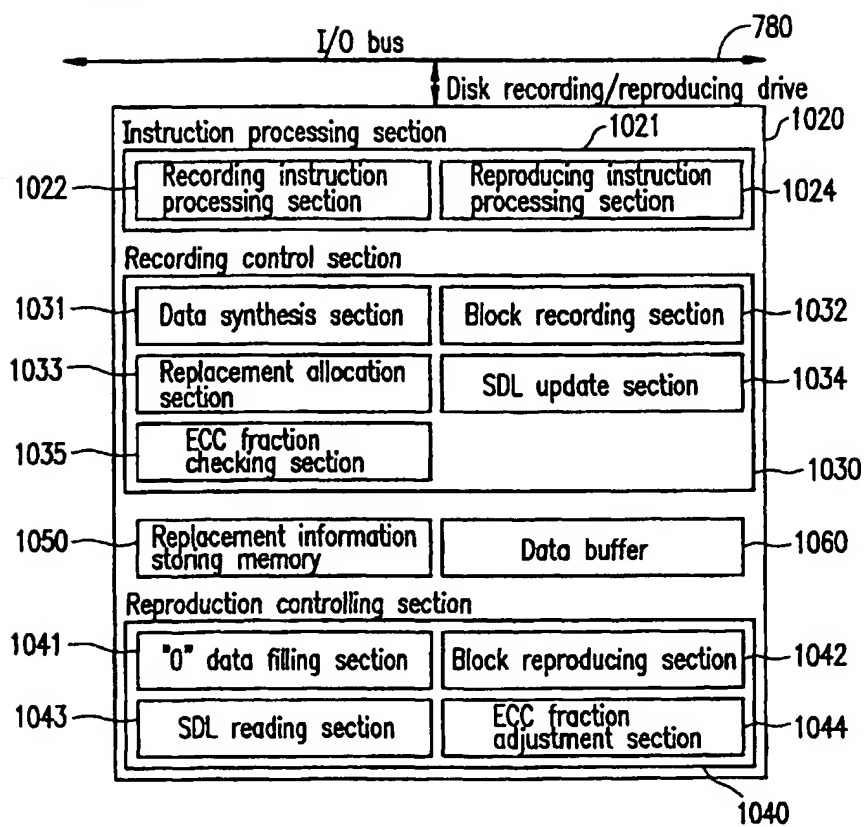 I/O bus
780
Disk recording/reproducing drive
1020
Instruction processing section
1021
1022
Recording instruction
processing section
Reproducing instruction
processing section
1024
Recording control section
1031
Data synthesis section
Block recording section
1032
1033
Replacement allocation
section
SDL update section
1034
1035
ECC fraction
checking section
1030
1050
Replacement information
storing memory
Data buffer
1060
Reproduction controlling section
1041
"0" data filling section
Block reproducing section
1042
1043
SDL reading section
ECC fraction
adjustment section
1044
1040